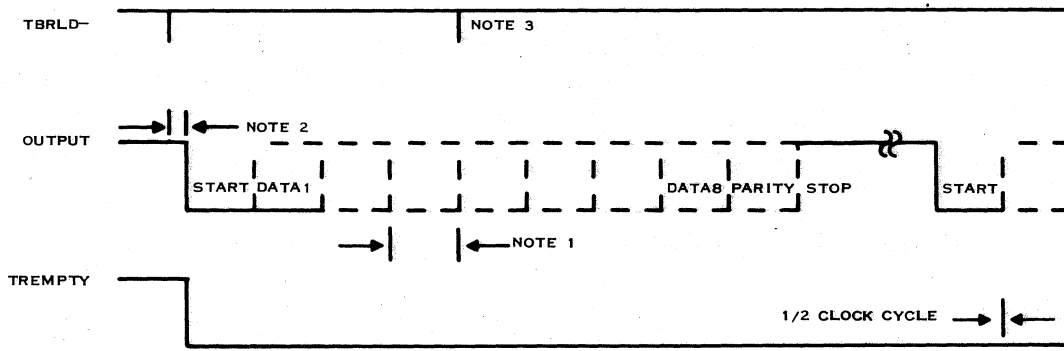 TBRLD-
NOTE 3
NOTE 2
OUTPUT
START DATA1 DATA8 PARITY STOP START
NOTE 1
TREMPTY
1/2 CLOCK CYCLE